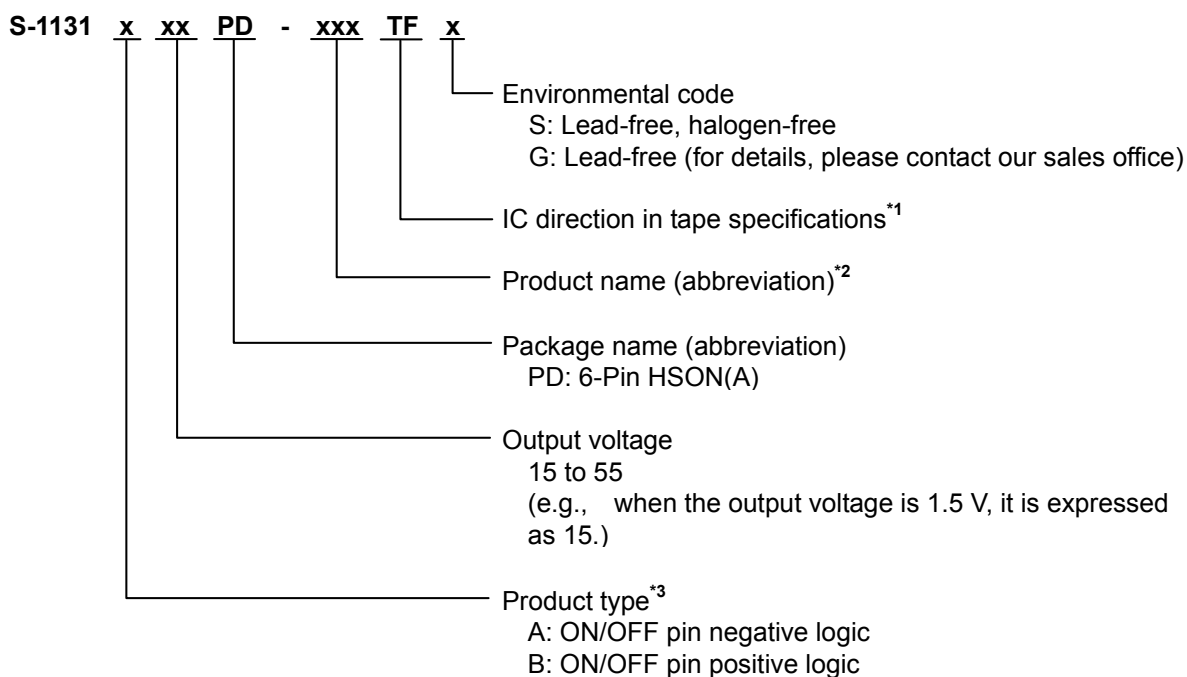 S-1131 x xx PD - xxx TF x
Environmental code
S: Lead-free, halogen-free
G: Lead-free (for details, please contact our sales office)
IC direction in tape specifications*1
Product name (abbreviation)*2
Package name (abbreviation)
PD: 6-Pin HSON(A)
Output voltage
15 to 55
(e.g., when the output voltage is 1.5 V, it is expressed
as 15.)
Product type*3
A: ON/OFF pin negative logic
B: ON/OFF pin positive logic